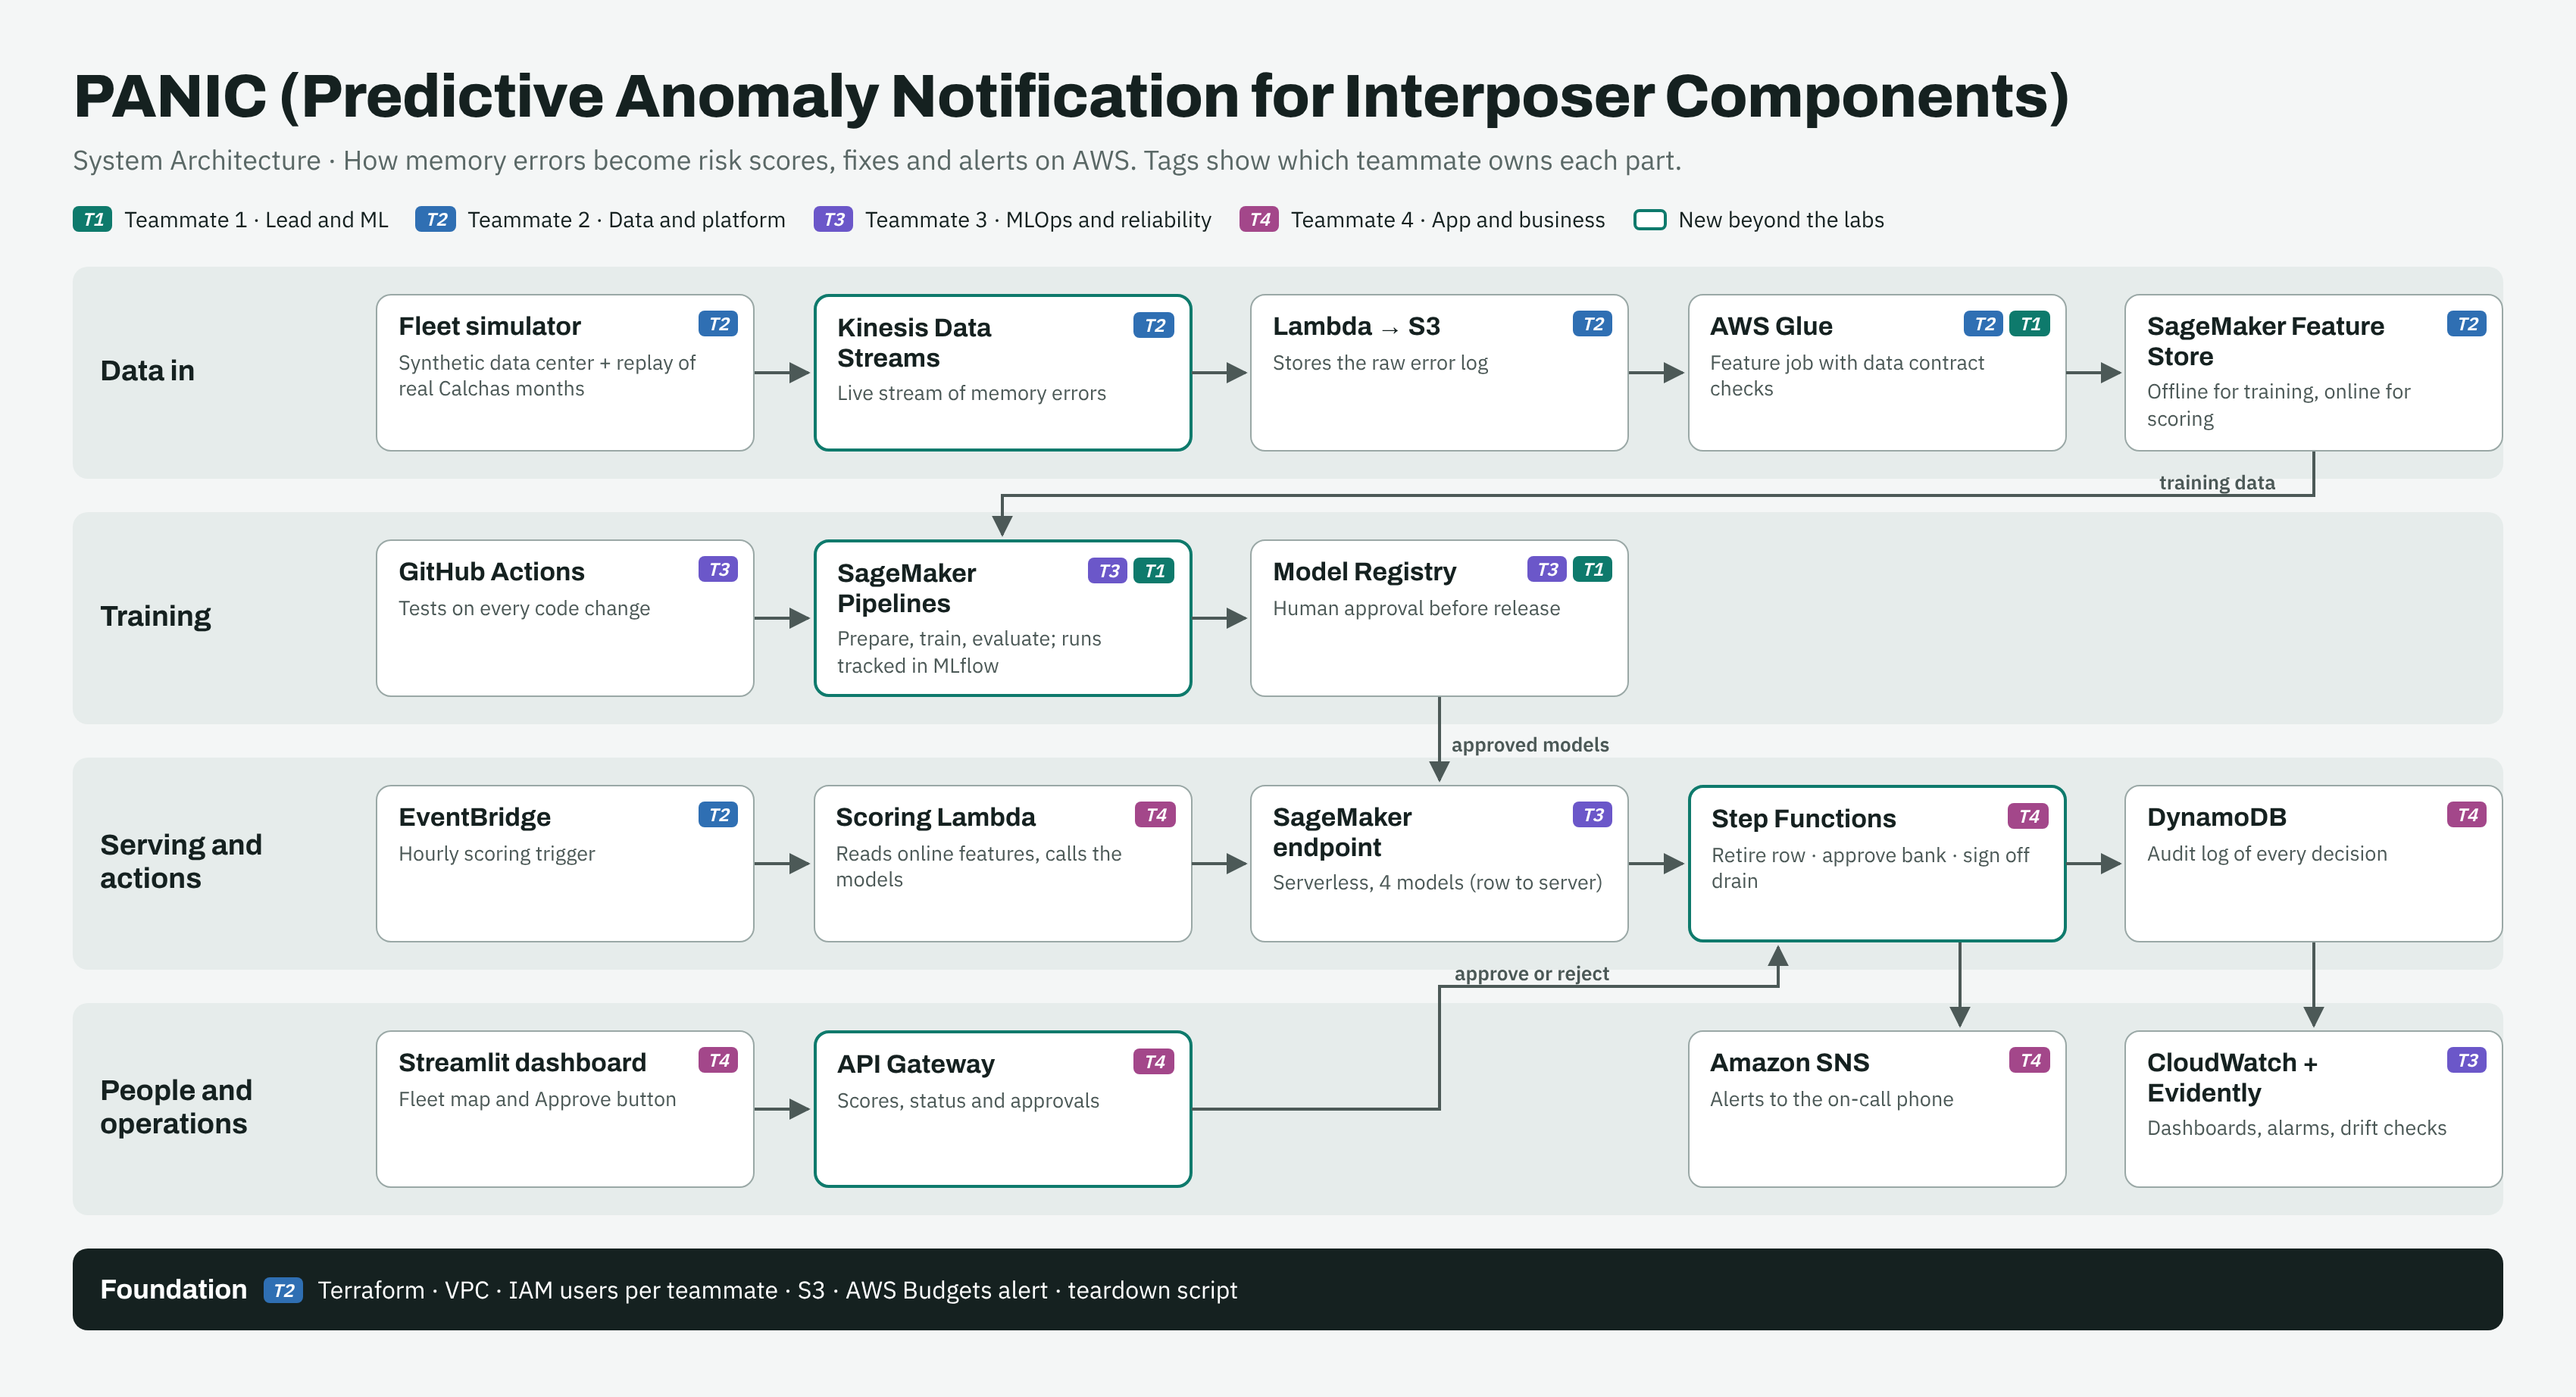 PANIC (Predictive Anomaly Notification for Interposer Components)
System Architecture · How memory errors become risk scores, fixes and alerts on AWS. Tags show which teammate owns each part.
T1 Teammate 1 · Lead and ML T2 Teammate 2 · Data and platform T3 Teammate 3 · MLOps and reliability T4 Teammate 4 · App and business New beyond the labs
Data in
Fleet simulator T2
Synthetic data center + replay of
real Calchas months
Kinesis Data T2
Streams
Live stream of memory errors
Lambda → S3 T2
Stores the raw error log
AWS Glue T2 T1
Feature job with data contract
checks
SageMaker Feature T2
Store
Offline for training, online for
scoring
training data
Training
GitHub Actions T3
Tests on every code change
SageMaker T3 T1
Pipelines
Prepare, train, evaluate; runs
tracked in MLflow
Model Registry T3 T1
Human approval before release
approved models
Serving and
actions
EventBridge T2
Hourly scoring trigger
Scoring Lambda T4
Reads online features, calls the
models
SageMaker T3
endpoint
Serverless, 4 models (row to server)
Step Functions T4
Retire row · approve bank · sign off
drain
DynamoDB T4
Audit log of every decision
approve or reject
People and
operations
Streamlit dashboard T4
Fleet map and Approve button
API Gateway T4
Scores, status and approvals
Amazon SNS T4
Alerts to the on-call phone
CloudWatch + T3
Evidently
Dashboards, alarms, drift checks
Foundation T2 Terraform · VPC · IAM users per teammate · S3 · AWS Budgets alert · teardown script